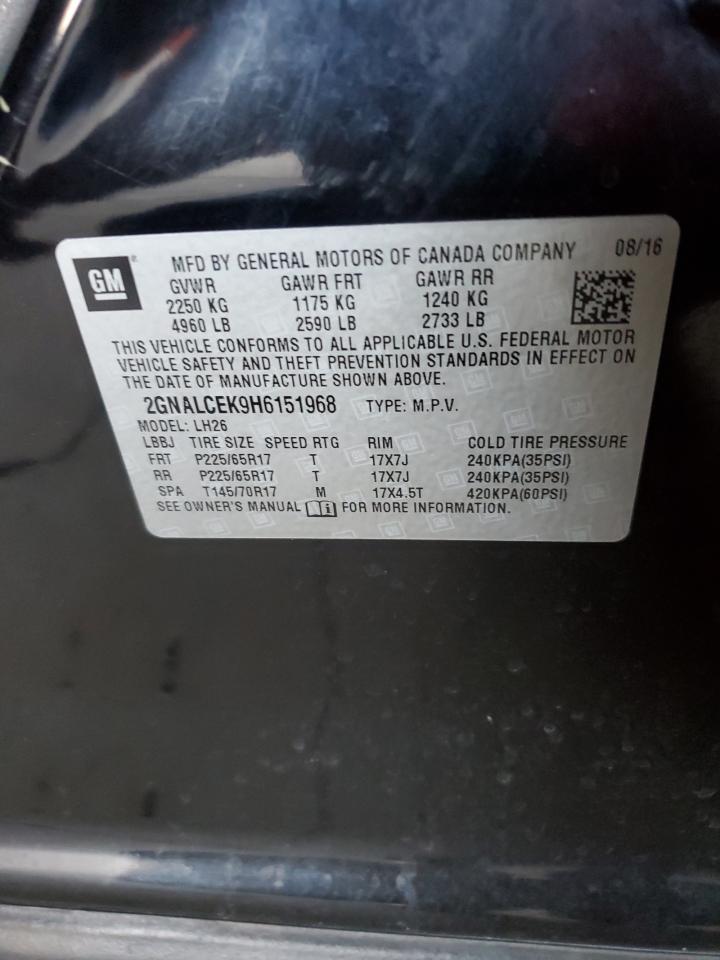 GM
MFD BY GENERAL MOTORS OF CANADA COMPANY 08/16
GVWR GAWR FRT GAWR RR
2250 KG 1175 KG 1240 KG
4960 LB 2590 LB 2733 LB
THIS VEHICLE CONFORMS TO ALL APPLICABLE U.S. FEDERAL MOTOR
VEHICLE SAFETY AND THEFT PREVENTION STANDARDS IN EFFECT ON
THE DATE OF MANUFACTURE SHOWN ABOVE.
2GNALCEK9H6151968 TYPE: M.P.V.
MODEL: LH26
LBBJ TIRE SIZE SPEED RTG RIM COLD TIRE PRESSURE
FRT P225/65R17 T 17X7J 240KPA(35PSI)
RR P225/65R17 T 17X7J 240KPA(35PSI)
SPA T145/70R17 M 17X4.5T 420KPA(60PSI)
SEE OWNER'S MANUAL FOR MORE INFORMATION.